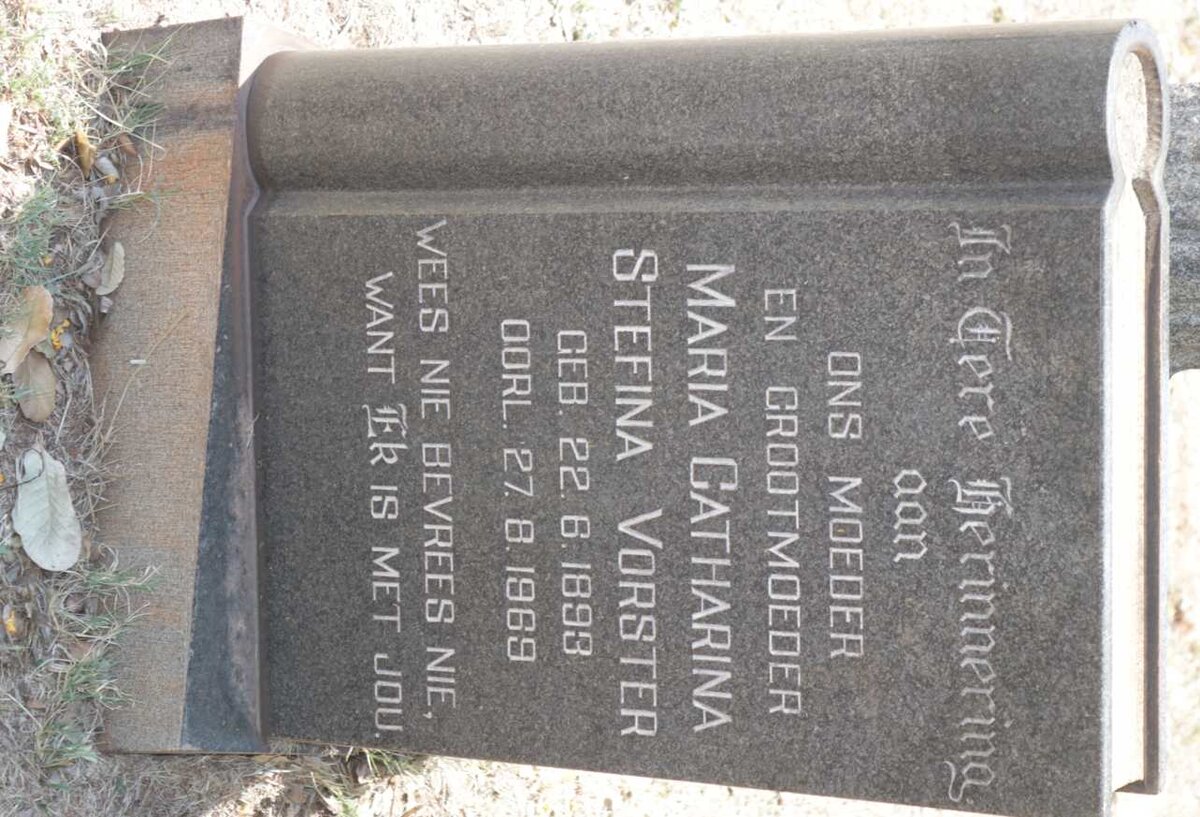 In Teere Herinnering
aan
ONS MOEDER
EN GROOTMOEDER
MARIA CATHARINA
STEFINA VORSTER
GEB. 22. 6. 1893
OORL. 27. 8. 1969
WEES NIE BEVREES NIE,
WANT Ek IS MET JOU.